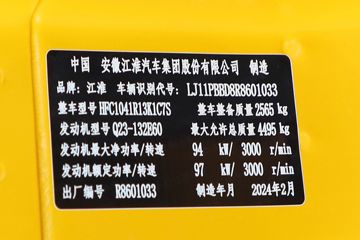 中国 安徽江淮汽车集团股份有限公司 制造
品牌：江淮 车辆识别代号：LJ11PBBD8R8601033
整车型号 HFC1041R13K1C7S 整车整备质量 2565 kg
发动机型号 Q23-132E60 最大允许总质量 4495 kg
发动机最大净功率/转速 94 kW/ 3000 r/min
发动机额定功率/转速 97 kW/ 3000 r/min
出厂编号 R8601033 制造年月 2024年2月